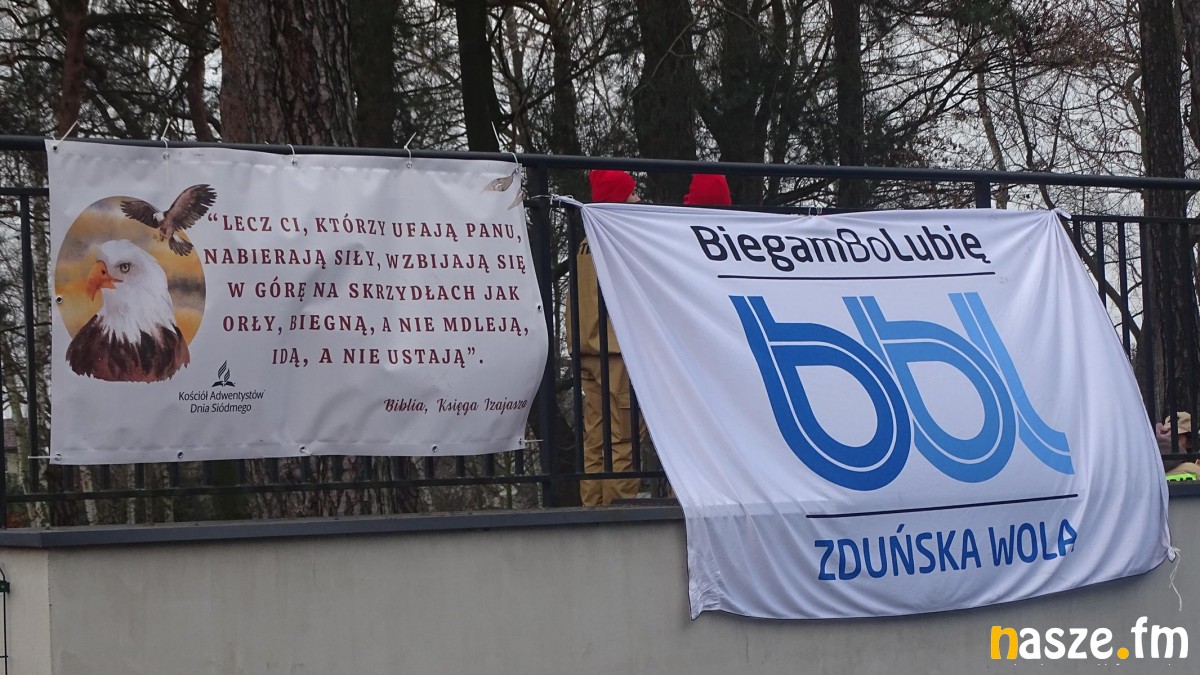 “LECZ CI, KTÓRZY UFAJĄ PANU,
NABIERAJĄ SIŁY, WZBIJAJĄ SIĘ
W GÓRĘ NA SKRZYDŁACH JAK
ORŁY, BIEGNĄ, A NIE MDLEJĄ,
IDĄ, A NIE USTAJĄ”.
Kościół Adwentystów
Dnia Siódmego
Biblia, Księga Izajasza
BiegamBoLubię
bbl
ZDUŃSKA WOLA
nasze.fm